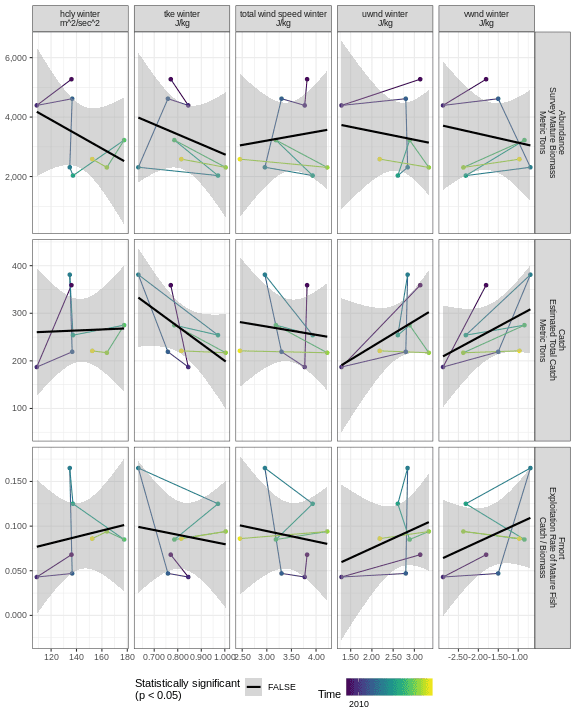 hdly winter
m^2/sec^2
tke winter
J/kg
total wind speed winter
J/kg
uwnd winter
J/kg
vwnd winter
J/kg
6,000
4,000
2,000
Abundance
Survey Mature Biomass
Metric Tons
400
300
200
100
Catch
Estimated Total Catch
Metric Tons
0.150
0.100
0.050
0.000
Fmort
Exploitation Rate of Mature Fish
Catch / Biomass
120 140 160 180
0.700 0.800 0.900 1.000
2.50 3.00 3.50 4.00
1.50 2.00 2.50 3.00
-2.50 -2.00 -1.50 -1.00
Statistically significant
(p < 0.05)
FALSE
Time
2010